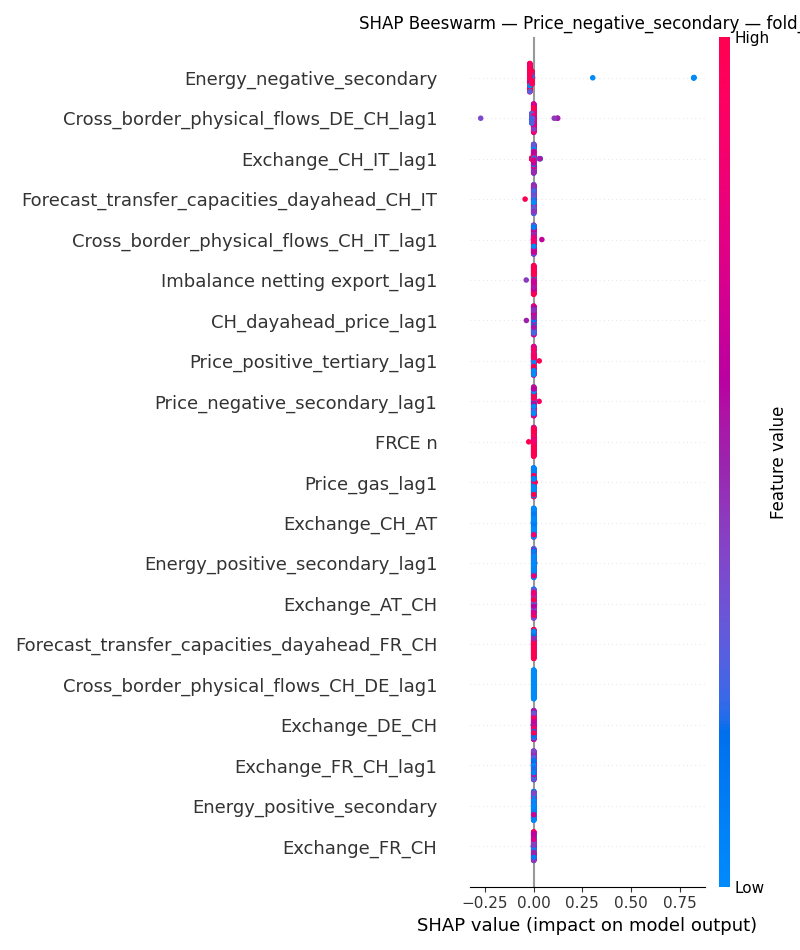 SHAP Beeswarm — Price_negative_secondary — fold_
High
Energy_negative_secondary
Cross_border_physical_flows_DE_CH_lag1
Exchange_CH_IT_lag1
Forecast_transfer_capacities_dayahead_CH_IT
Cross_border_physical_flows_CH_IT_lag1
Imbalance netting export_lag1
CH_dayahead_price_lag1
Price_positive_tertiary_lag1
Price_negative_secondary_lag1
FRCE n
Price_gas_lag1
Exchange_CH_AT
Energy_positive_secondary_lag1
Exchange_AT_CH
Forecast_transfer_capacities_dayahead_FR_CH
Cross_border_physical_flows_CH_DE_lag1
Exchange_DE_CH
Exchange_FR_CH_lag1
Energy_positive_secondary
Exchange_FR_CH
Feature value
Low
−0.25 0.00 0.25 0.50 0.75
SHAP value (impact on model output)